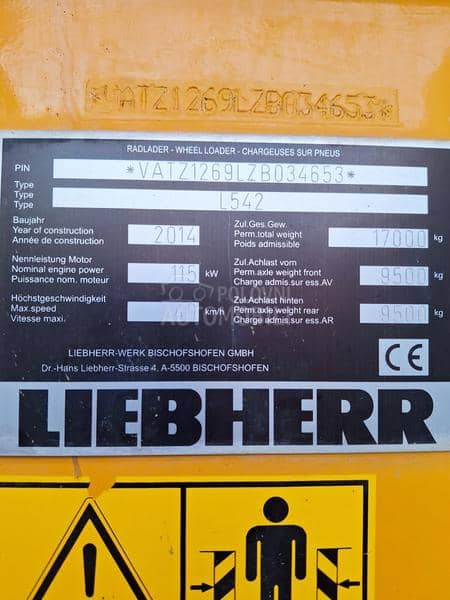 *VATZ1269LZB034653*
RADLADER - WHEEL LOADER - CHARGEUSES SUR PNEUS
PIN *VATZ1269LZB034653*
Type
Type L542
Type
Baujahr
Year of construction 2014
Année de construction
Zul.Ges.Gew.
Perm.total weight 17000 kg
Poids admissible
Nennleistung Motor
Nominal engine power 115 kW
Puissance nom. moteur
Zul.Achlast vorn
Perm.axle weight front 9500 kg
Charge admis.sur ess.AV
Höchstgeschwindigkeit
Max.speed km/h
Vitesse maxi.
Zul.Achlast hinten
Perm.axle weight rear 9500 kg
Charge admis.sur ess.AR
POLOVNI
AUTOMOBILI
LIEBHERR-WERK BISCHOFSHOFEN GMBH
Dr.-Hans Liebherr-Strasse 4, A-5500 BISCHOFSHOFEN
CE
LIEBHERR